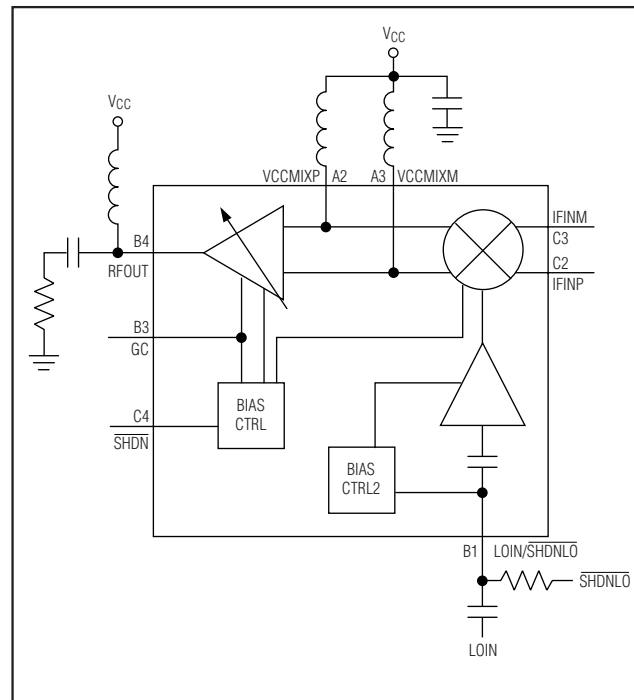 VCC
VCC
VCCMIXP A2
A3 VCCMIXM
B4
RFOUT
IFINM
C3
C2
IFINP
B3
GC
C4
SHDN
BIAS
CTRL
BIAS
CTRL2
B1 LOIN/SHDNLO
SHDNLO
LOIN